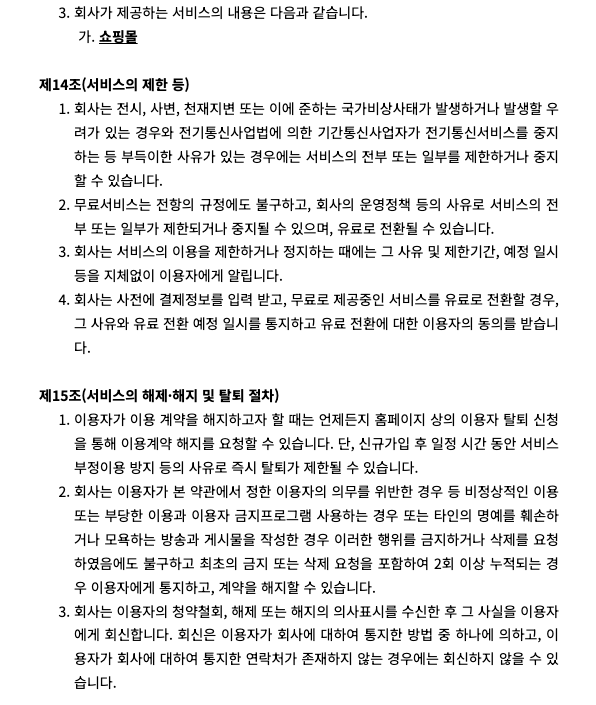 3. 회사가 제공하는 서비스의 내용은 다음과 같습니다.
가. 쇼핑몰
제14조(서비스의 제한 등)
1. 회사는 전시, 사변, 천재지변 또는 이에 준하는 국가비상사태가 발생하거나 발생할 우
려가 있는 경우와 전기통신사업법에 의한 기간통신사업자가 전기통신서비스를 중지
하는 등 부득이한 사유가 있는 경우에는 서비스의 전부 또는 일부를 제한하거나 중지
할 수 있습니다.
2. 무료서비스는 전항의 규정에도 불구하고, 회사의 운영정책 등의 사유로 서비스의 전
부 또는 일부가 제한되거나 중지될 수 있으며, 유료로 전환될 수 있습니다.
3. 회사는 서비스의 이용을 제한하거나 정지하는 때에는 그 사유 및 제한기간, 예정 일시
등을 지체없이 이용자에게 알립니다.
4. 회사는 사전에 결제정보를 입력 받고, 무료로 제공중인 서비스를 유료로 전환할 경우,
그 사유와 유료 전환 예정 일시를 통지하고 유료 전환에 대한 이용자의 동의를 받습니
다.
제15조(서비스의 해제·해지 및 탈퇴 절차)
1. 이용자가 이용 계약을 해지하고자 할 때는 언제든지 홈페이지 상의 이용자 탈퇴 신청
을 통해 이용계약 해지를 요청할 수 있습니다. 단, 신규가입 후 일정 시간 동안 서비스
부정이용 방지 등의 사유로 즉시 탈퇴가 제한될 수 있습니다.
2. 회사는 이용자가 본 약관에서 정한 이용자의 의무를 위반한 경우 등 비정상적인 이용
또는 부당한 이용과 이용자 금지프로그램 사용하는 경우 또는 타인의 명예를 훼손하
거나 모욕하는 방송과 게시물을 작성한 경우 이러한 행위를 금지하거나 삭제를 요청
하였음에도 불구하고 최초의 금지 또는 삭제 요청을 포함하여 2회 이상 누적되는 경
우 이용자에게 통지하고, 계약을 해지할 수 있습니다.
3. 회사는 이용자의 청약철회, 해제 또는 해지의 의사표시를 수신한 후 그 사실을 이용자
에게 회신합니다. 회신은 이용자가 회사에 대하여 통지한 방법 중 하나에 의하고, 이
용자가 회사에 대하여 통지한 연락처가 존재하지 않는 경우에는 회신하지 않을 수 있
습니다.